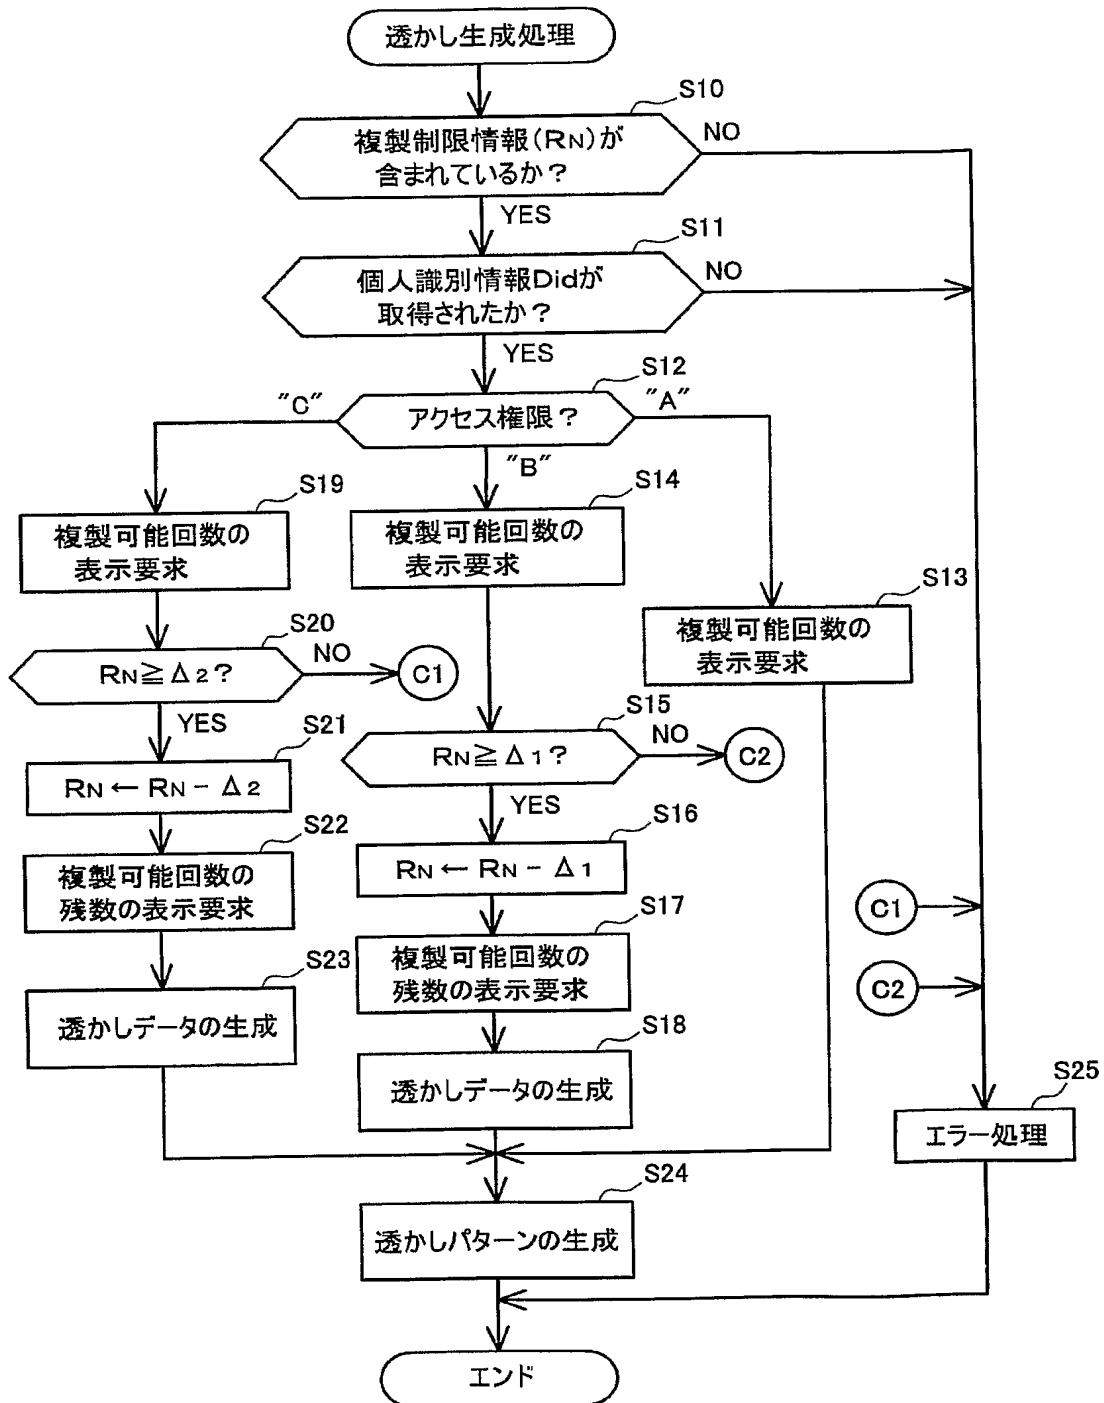 透かし生成処理
S10
複製制限情報(RN)が
含まれているか？
NO
YES
S11
個人識別情報Didが
取得されたか？
NO
YES
S12
アクセス権限？
"C"
"A"
"B"
S19
複製可能回数の
表示要求
S14
複製可能回数の
表示要求
S13
複製可能回数の
表示要求
S20
RN≧Δ2？
NO
C1
YES
S15
RN≧Δ1？
NO
C2
YES
S21
RN←RN-Δ2
S16
RN←RN-Δ1
S22
複製可能回数の
残数の表示要求
S17
複製可能回数の
残数の表示要求
C1
C2
S23
透かしデータの生成
S18
透かしデータの生成
S25
エラー処理
S24
透かしパターンの生成
エンド